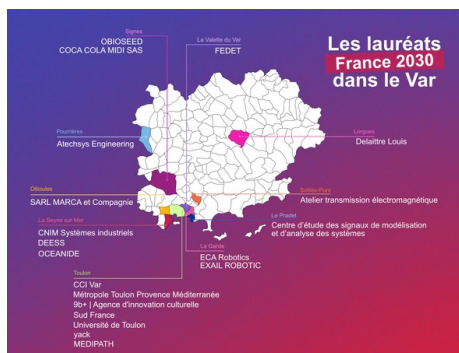 Les lauréats
France 2030
dans le Var
Signes
OBIOSEED
COCA COLA MIDI SAS
La Valette du Var
FEDET
Pourrières
Atechsys Engineering
Lorgues
Delaittre Louis
Ollioules
SARL MARCA et Compagnie
Solliès-Pont
Atelier transmission électromagnétique
La Seyne sur Mer
CNIM Systèmes industriels
DEESS
OCEANIDE
Le Pradet
Centre d'étude des signaux de modélisation
et d'analyse des systèmes
La Garde
ECA Robotics
EXAIL ROBOTIC
Toulon
CCI Var
Métropole Toulon Provence Méditerranée
9b+ | Agence d'innovation culturelle
Sud France
Université de Toulon
yack
MEDIPATH